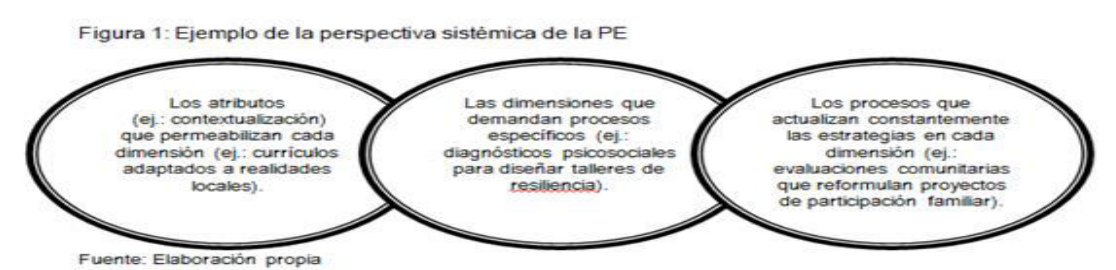 Figura 1: Ejemplo de la perspectiva sistémica de la PE
Los atributos
(ej.: contextualización)
que permeabilizan cada
dimensión (ej.: currículos
adaptados a realidades
locales).
Las dimensiones que
demandan procesos
específicos (ej.:
diagnósticos psicosociales
para diseñar talleres de
resiliencia).
Los procesos que
actualizan constantemente
las estrategias en cada
dimensión (ej.:
evaluaciones comunitarias
que reformulan proyectos
de participación familiar).
Fuente: Elaboración propia